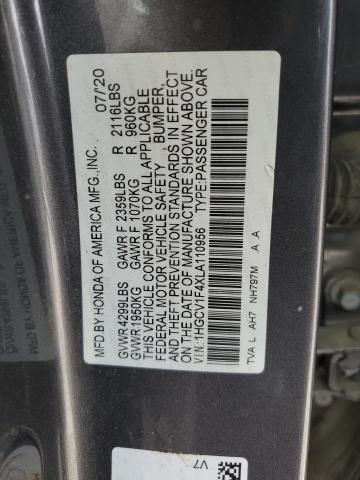 MFD.BY HONDA OF AMERICA MFG.,INC. 07/'20
GVWR 4299LBS GAWR F 2359LBS R 2116LBS
GVWR 1950KG GAWR F 1070KG R 960KG
THIS VEHICLE CONFORMS TO ALL APPLICABLE
FEDERAL MOTOR VEHICLE SAFETY, BUMPER,
AND THEFT PREVENTION STANDARDS IN EFFECT
ON THE DATE OF MANUFACTURE SHOWN ABOVE.
V.I.N.:1HGCV1F4XLA110956 TYPE:PASSENGER CAR
TVA L AH7 NH797M A A
V7